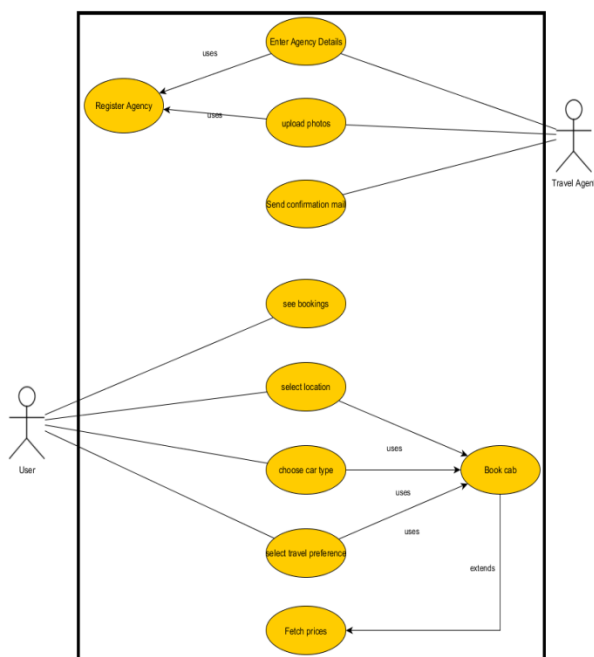 Enter Agency Details
uses
Register Agency
uses
upload photos
Travel Agent
Send confirmation mail
see bookings
select location
User
choose car type
uses
Book cab
uses
uses
select travel preference
extends
Fetch prices